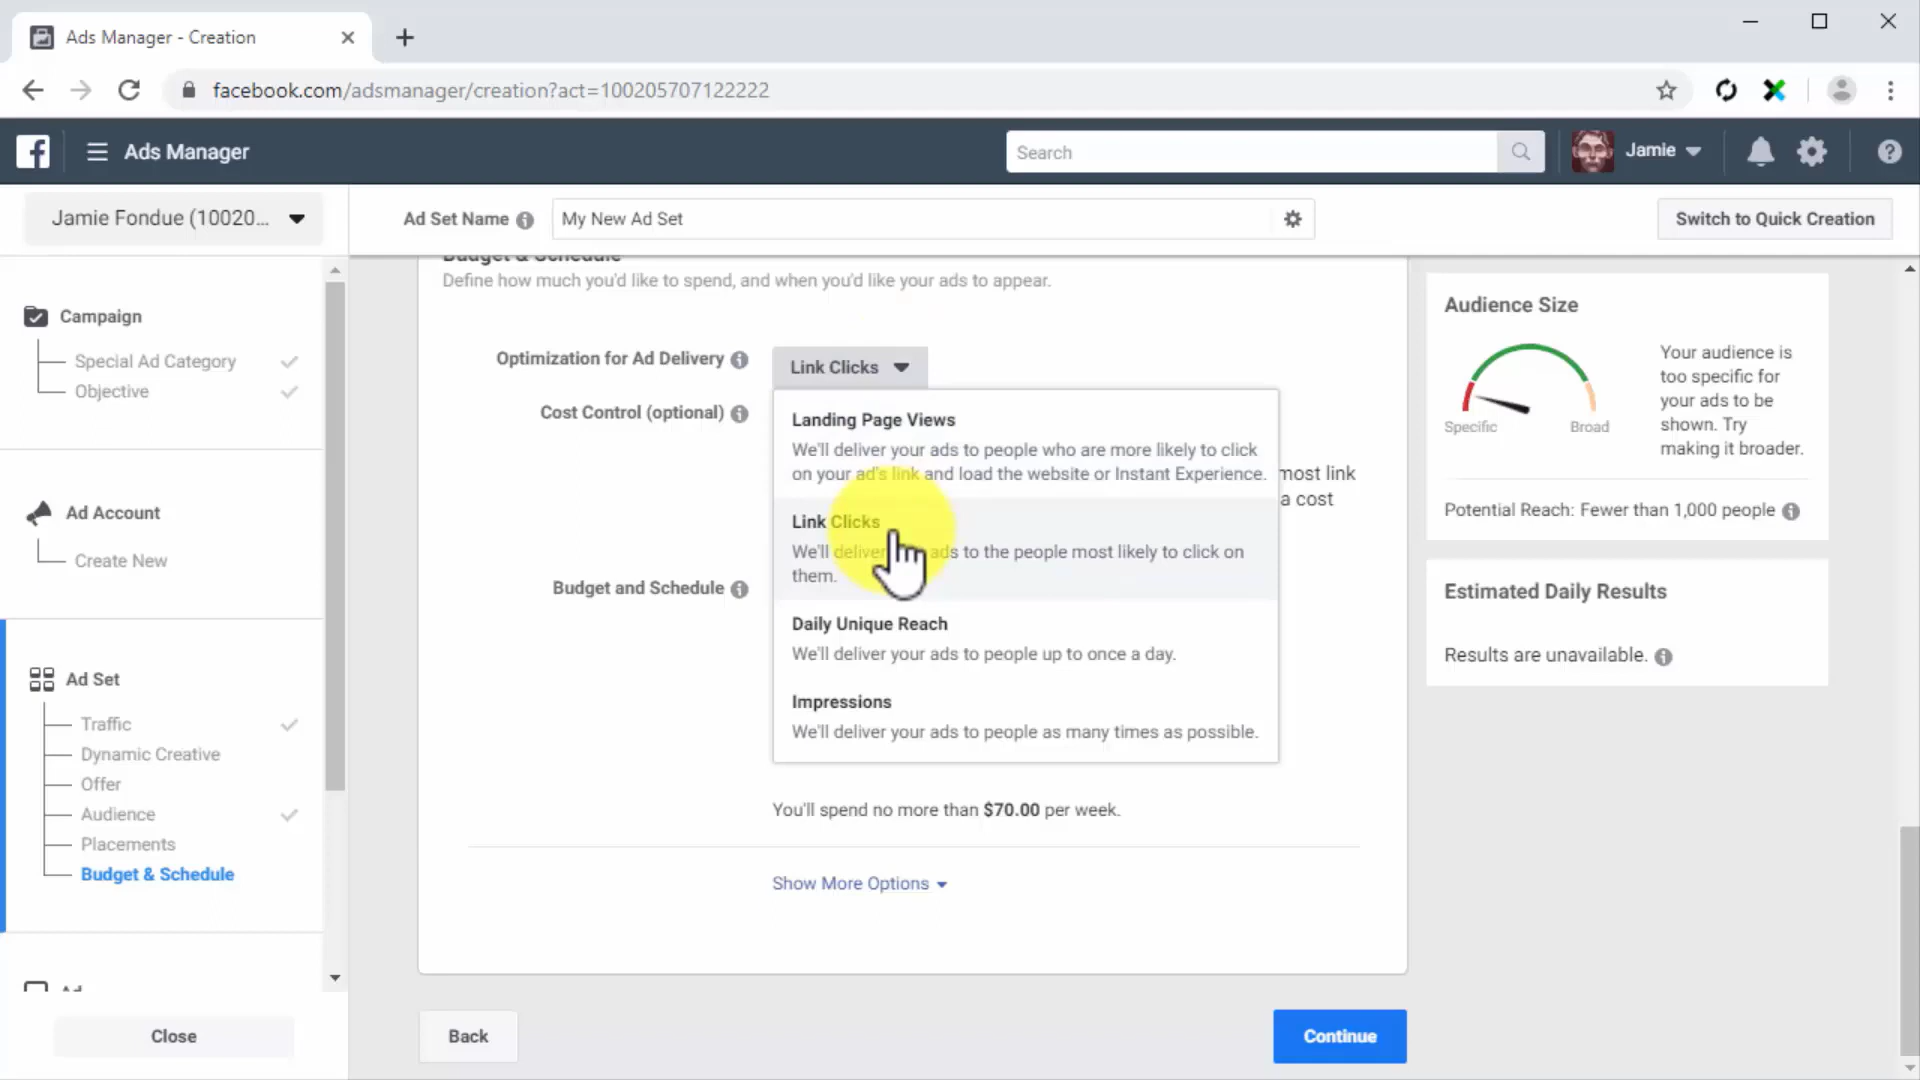 Ads Manager - Creation
facebook.com/adsmanager/creation?act=100205707122222
Ads Manager
Search
Jamie
Jamie Fondue (10020...
Ad Set Name
My New Ad Set
Switch to Quick Creation
Campaign
Special Ad Category
Objective
Ad Account
Create New
Ad Set
Traffic
Dynamic Creative
Offer
Audience
Placements
Budget & Schedule
Ad
Close
Budget & Schedule
Define how much you'd like to spend, and when you'd like your ads to appear.
Optimization for Ad Delivery
Link Clicks
Cost Control (optional)
Landing Page Views
We'll deliver your ads to people who are more likely to click
on your ad's link and load the website or Instant Experience.
most link
a cost
Link Clicks
We'll deliver ads to the people most likely to click on
them.
Budget and Schedule
Daily Unique Reach
We'll deliver your ads to people up to once a day.
Impressions
We'll deliver your ads to people as many times as possible.
You'll spend no more than $70.00 per week.
Show More Options
Back
Continue
Audience Size
Specific
Broad
Your audience is
too specific for
your ads to be
shown. Try
making it broader.
Potential Reach: Fewer than 1,000 people
Estimated Daily Results
Results are unavailable.